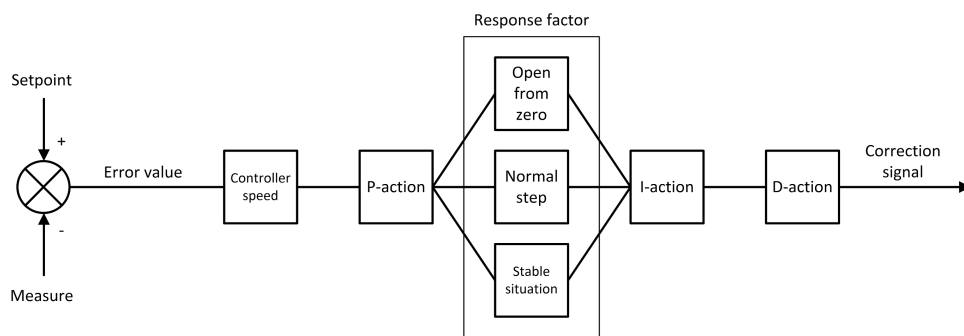 Response factor
Setpoint
+
Open
from
zero
Error value
Controller
speed
P-action
Normal
step
I-action
D-action
Correction
signal
-
Stable
situation
Measure